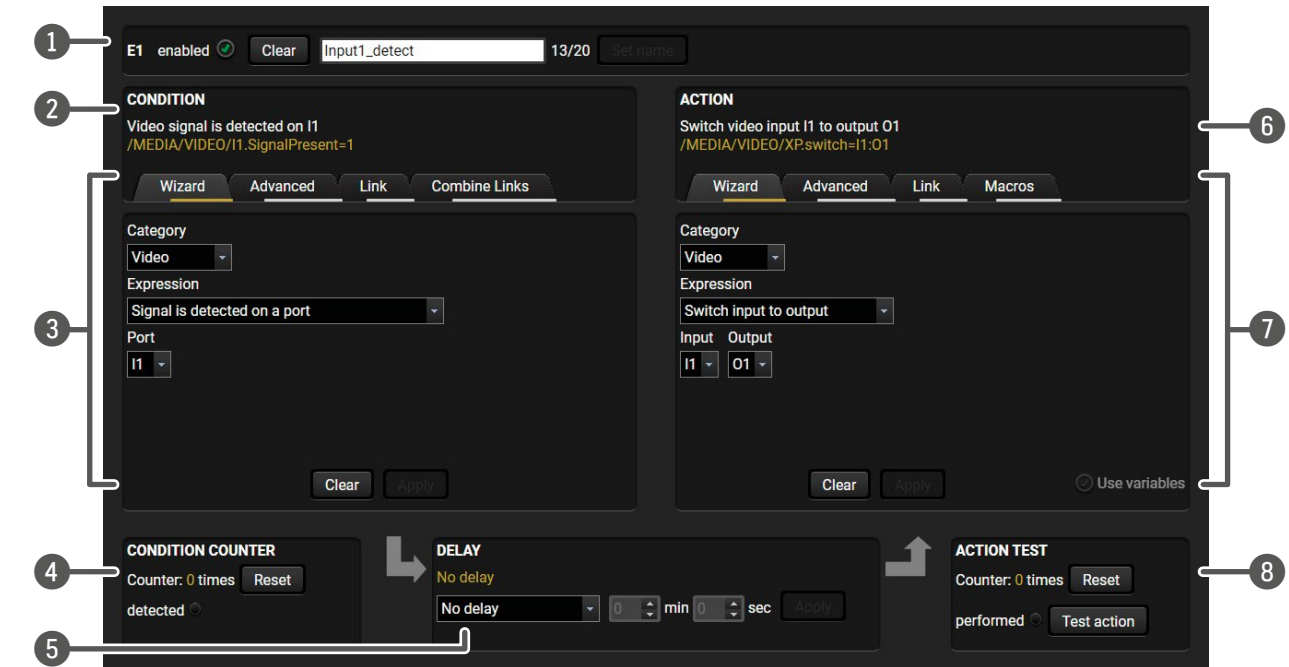 1
E1 enabled Clear Input1_detect 13/20 Set name
2
CONDITION
Video signal is detected on I1
/MEDIA/VIDEO/I1.SignalPresent=1
Wizard Advanced Link Combine Links
3
Category
Video
Expression
Signal is detected on a port
Port
I1
Clear Apply
ACTION
Switch video input I1 to output O1
/MEDIA/VIDEO/XP.switch=I1:O1
6
Wizard Advanced Link Macros
Category
Video
Expression
Switch input to output
Input Output
I1 O1
7
Clear Apply Use variables
CONDITION COUNTER
4
Counter: 0 times Reset
detected
DELAY
No delay
No delay 0 min 0 sec Apply
5
ACTION TEST
Counter: 0 times Reset
8
performed Test action